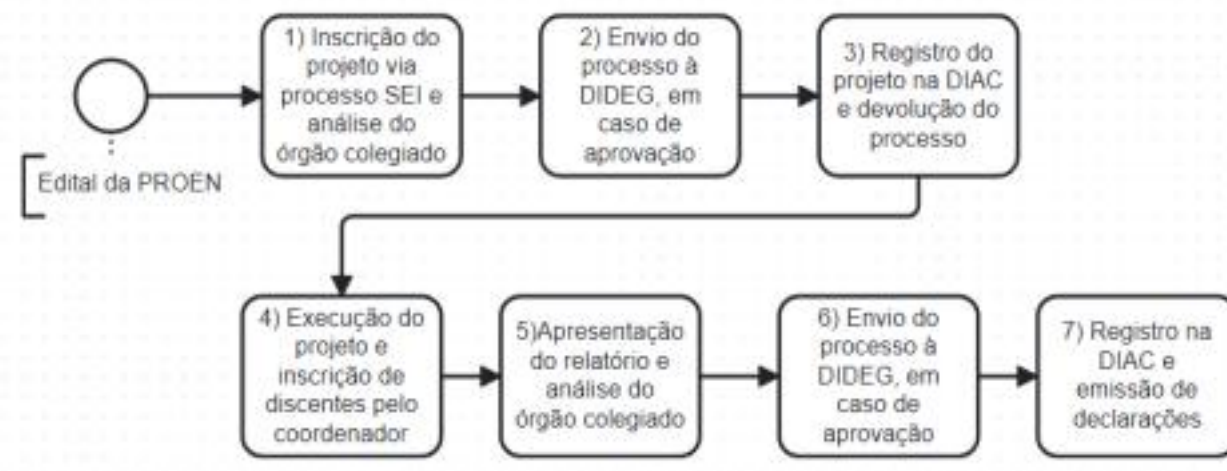 1) Inscrição do
projeto via
processo SEI e
análise do
órgão colegiado
2) Envio do
processo à
DIDEG, em
caso de
aprovação
3) Registro do
projeto na DIAC
e devolução do
processo
Edital da PROEN
4) Execução do
projeto e
inscrição de
discentes pelo
coordenador
5)Apresentação
do relatório e
análise do
órgão colegiado
6) Envio do
processo à
DIDEG, em
caso de
aprovação
7) Registro na
DIAC e
emissão de
declarações